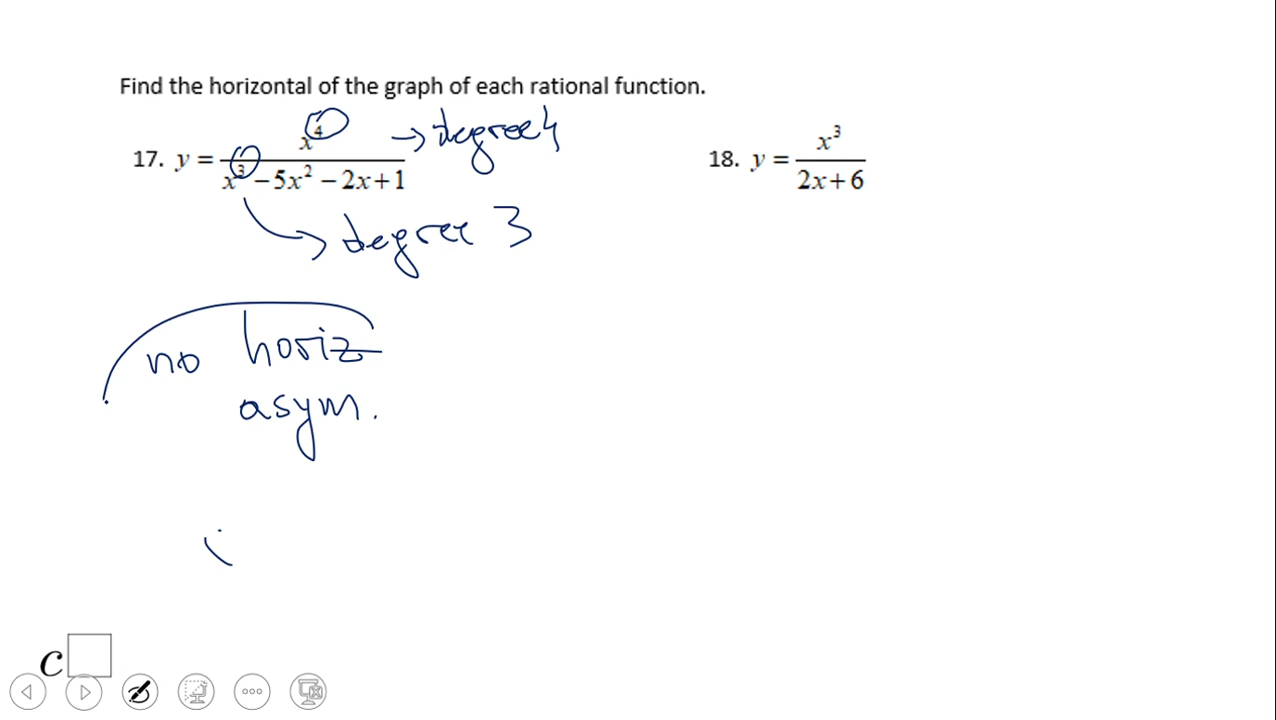 Find the horizontal of the graph of each rational function.
17. y = x⁴ / (x³ – 5x² – 2x + 1)
→ degree 4
→ degree 3
no horiz
asym.
18. y = x³ / (2x + 6)
c